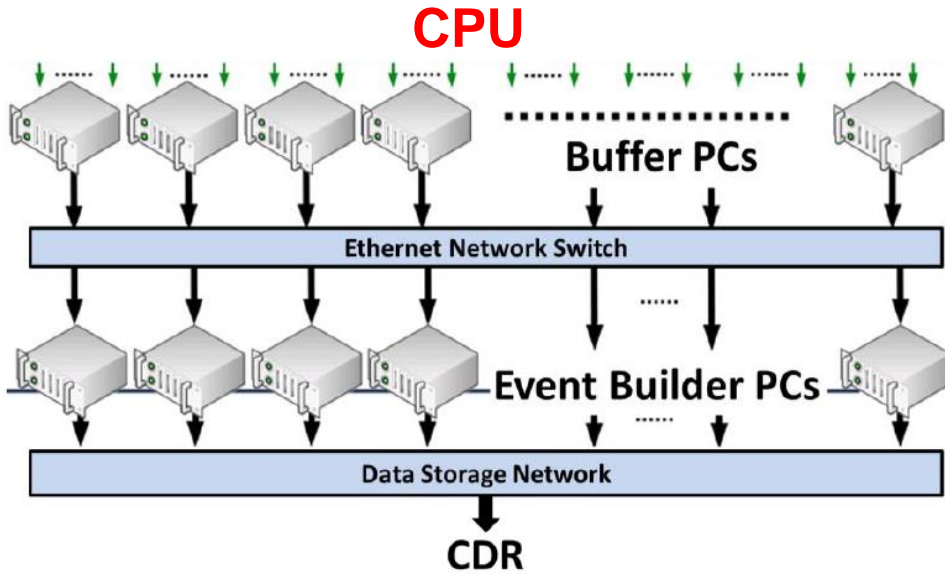 CPU
Buffer PCs
Ethernet Network Switch
Event Builder PCs
Data Storage Network
CDR